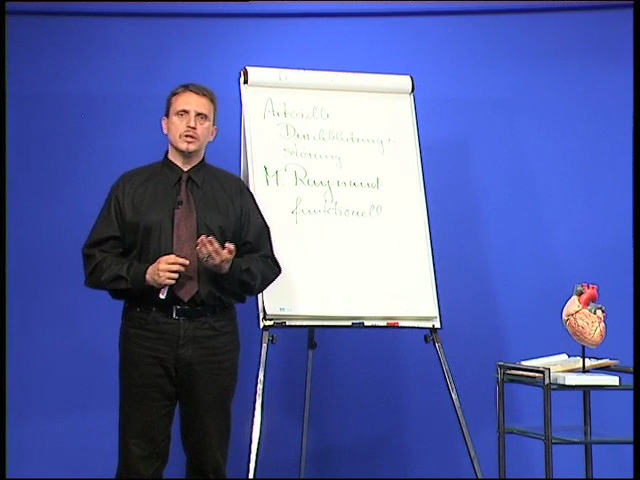 Arterielle
Durchblutungs-
störung
M. Raynaud
funktionell